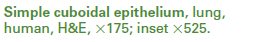 Simple cuboidal epithelium, lung,
human, H&E, ×175; inset ×525.